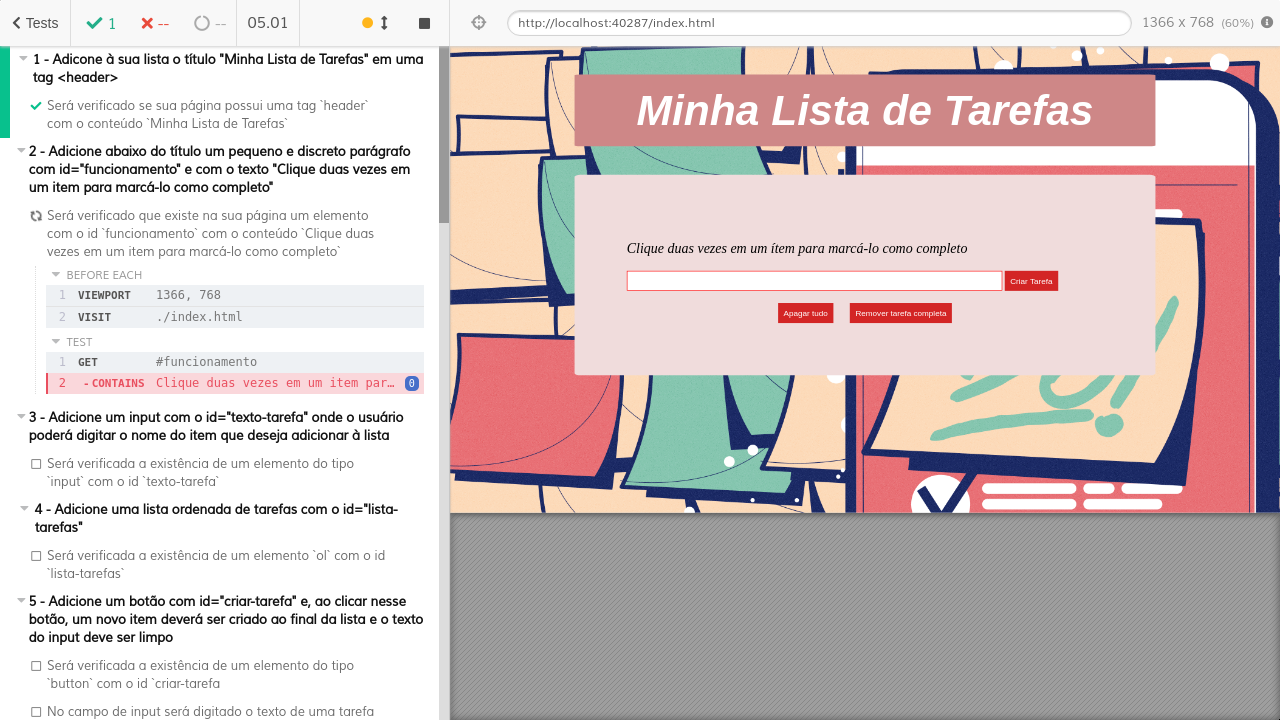 Tests
1
--
--
05.01
http://localhost:40287/index.html
1366 x 768 (60%)
1 - Adicione à sua lista o título "Minha Lista de Tarefas" em uma
tag <header>
Será verificado se sua página possui uma tag `header`
com o conteúdo `Minha Lista de Tarefas`
2 - Adicione abaixo do título um pequeno e discreto parágrafo
com id="funcionamento" e com o texto "Clique duas vezes em
um item para marcá-lo como completo"
Será verificado que existe na sua página um elemento
com o id `funcionamento` com o conteúdo `Clique duas
vezes em um item para marcá-lo como completo`
BEFORE EACH
1 VIEWPORT 1366, 768
2 VISIT ./index.html
TEST
1 GET #funcionamento
2 -CONTAINS Clique duas vezes em um item par… 0
3 - Adicione um input com o id="texto-tarefa" onde o usuário
poderá digitar o nome do item que deseja adicionar à lista
Será verificada a existência de um elemento do tipo
`input` com o id `texto-tarefa`
4 - Adicione uma lista ordenada de tarefas com o id="lista-
tarefas"
Será verificada a existência de um elemento `ol` com o id
`lista-tarefas`
5 - Adicione um botão com id="criar-tarefa" e, ao clicar nesse
botão, um novo item deverá ser criado ao final da lista e o texto
do input deve ser limpo
Será verificada a existência de um elemento do tipo
`button` com o id `criar-tarefa
No campo de input será digitado o texto de uma tarefa
Minha Lista de Tarefas
Clique duas vezes em um ítem para marcá-lo como completo
Criar Tarefa
Apagar tudo
Remover tarefa completa